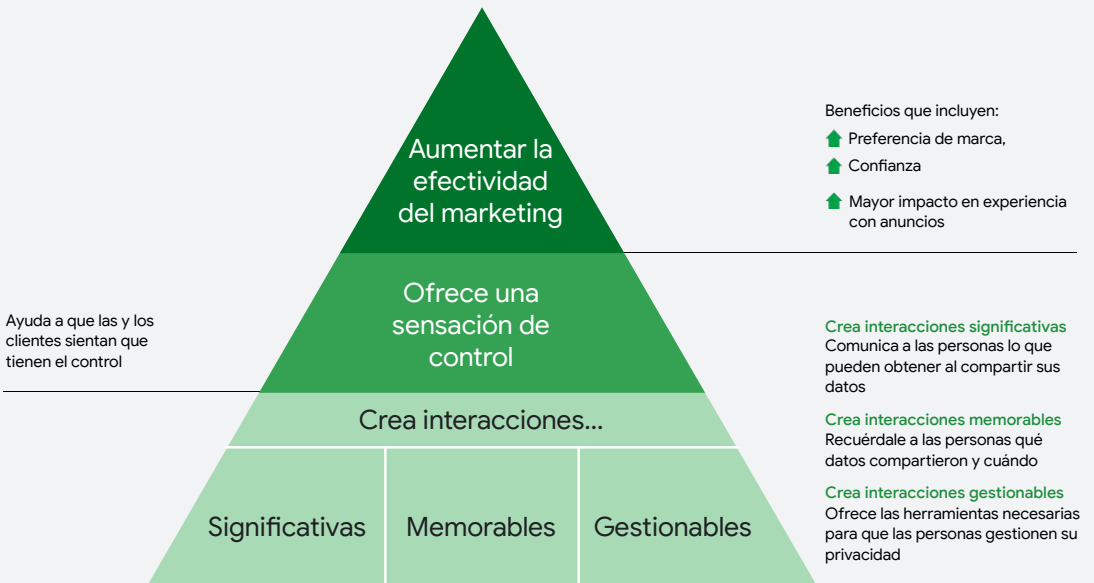 Aumentar la
efectividad
del marketing
Beneficios que incluyen:
Preferencia de marca,
Confianza
Mayor impacto en experiencia
con anuncios
Ofrece una
sensación de
control
Ayuda a que las y los
clientes sientan que
tienen el control
Crea interacciones...
Significativas
Memorables
Gestionables
Crea interacciones significativas
Comunica a las personas lo que
pueden obtener al compartir sus
datos
Crea interacciones memorables
Recuérdale a las personas qué
datos compartieron y cuándo
Crea interacciones gestionables
Ofrece las herramientas necesarias
para que las personas gestionen su
privacidad